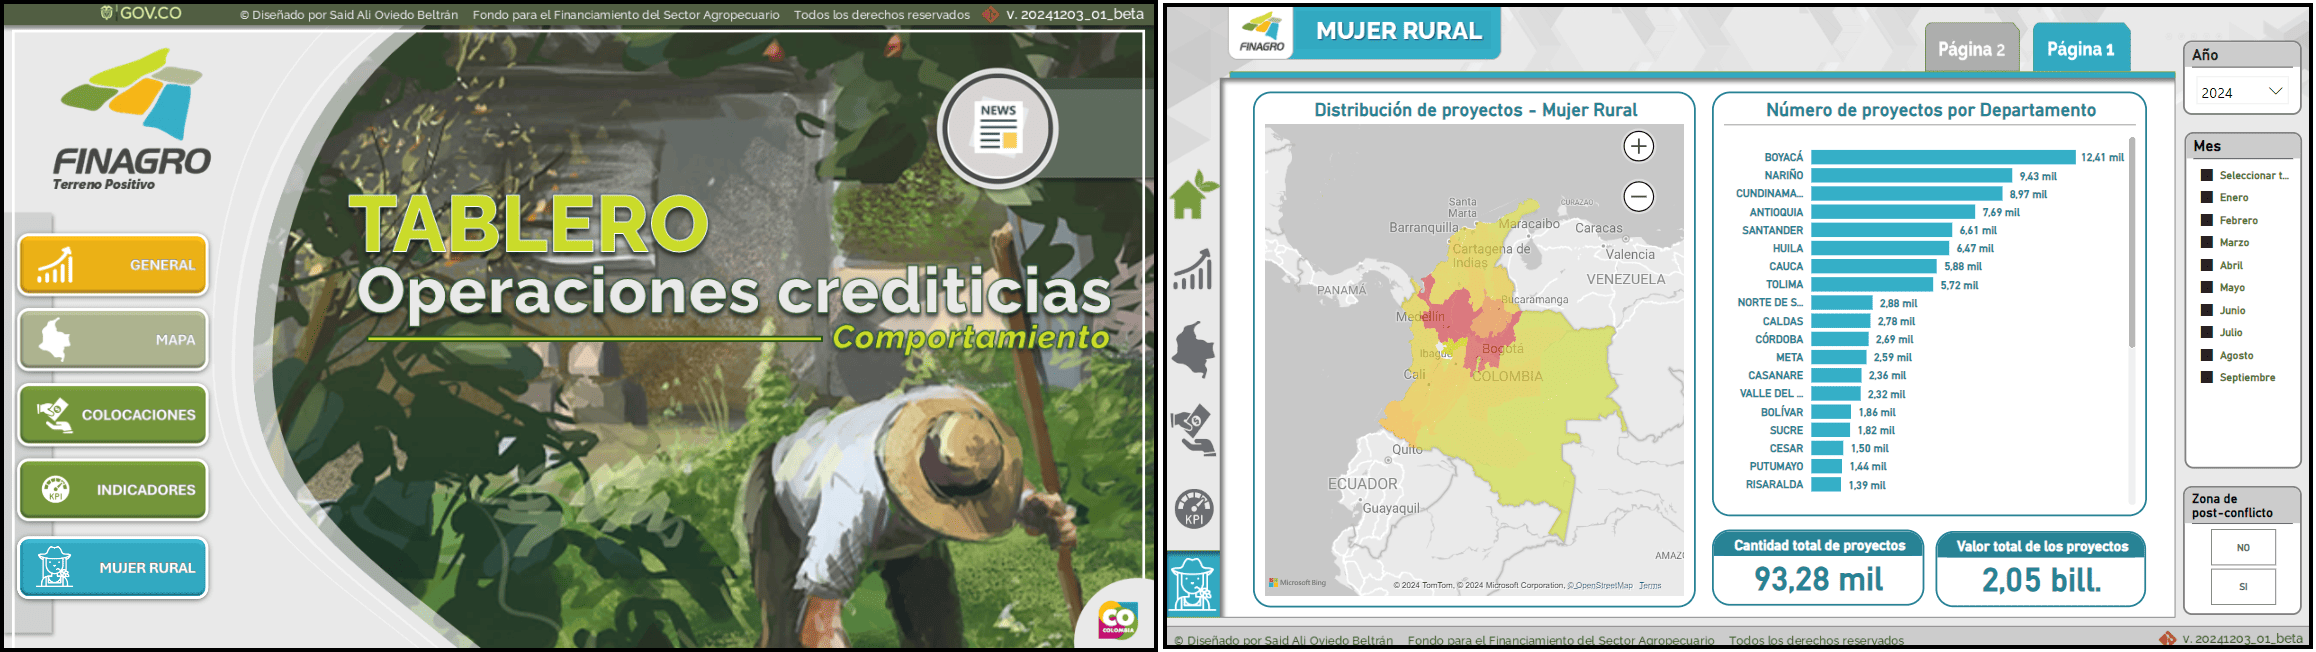 GOV.CO
© Diseñado por Said Ali Oviedo Beltrán Fondo para el Financiamiento del Sector Agropecuario Todos los derechos reservados v. 20241203_01_beta
FINAGRO
Terreno Positivo
NEWS
TABLERO
Operaciones crediticias
Comportamiento
GENERAL
MAPA
COLOCACIONES
KPI
INDICADORES
MUJER RURAL
CO
COLOMBIA
FINAGRO
MUJER RURAL
Página 2
Página 1
Distribución de proyectos - Mujer Rural
Santa
Marta
CURAZAO
Barranquilla
Maracaibo
Caracas
Cartagena de
Indias
Valencia
VENEZUELA
PANAMÁ
Bucaramanga
Medellín
Ibagué
Bogotá
Cali
COLOMBIA
Quito
ECUADOR
Guayaquil
AMAZ
Microsoft Bing
© 2024 TomTom, © 2024 Microsoft Corporation, © OpenStreetMap Terms
KPI
Número de proyectos por Departamento
BOYACÁ 12,41 mil
NARIÑO 9,43 mil
CUNDINAMA... 8,97 mil
ANTIOQUIA 7,69 mil
SANTANDER 6,61 mil
HUILA 6,47 mil
CAUCA 5,88 mil
TOLIMA 5,72 mil
NORTE DE S... 2,88 mil
CALDAS 2,78 mil
CÓRDOBA 2,69 mil
META 2,59 mil
CASANARE 2,36 mil
VALLE DEL ... 2,32 mil
BOLÍVAR 1,86 mil
SUCRE 1,82 mil
CESAR 1,50 mil
PUTUMAYO 1,44 mil
RISARALDA 1,39 mil
Cantidad total de proyectos
93,28 mil
Valor total de los proyectos
2,05 bill.
Año
2024
Mes
Seleccionar t...
Enero
Febrero
Marzo
Abril
Mayo
Junio
Julio
Agosto
Septiembre
Zona de
post-conflicto
NO
SI
© Diseñado por Said Ali Oviedo Beltrán Fondo para el Financiamiento del Sector Agropecuario Todos los derechos reservados v. 20241203_01_beta